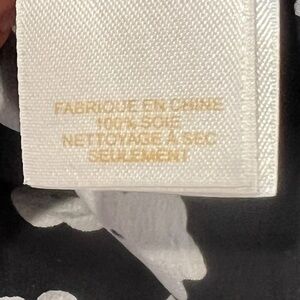 FABRIQUE EN CHINE
100% SOIE
NETTOYAGE À SEC
SEULEMENT